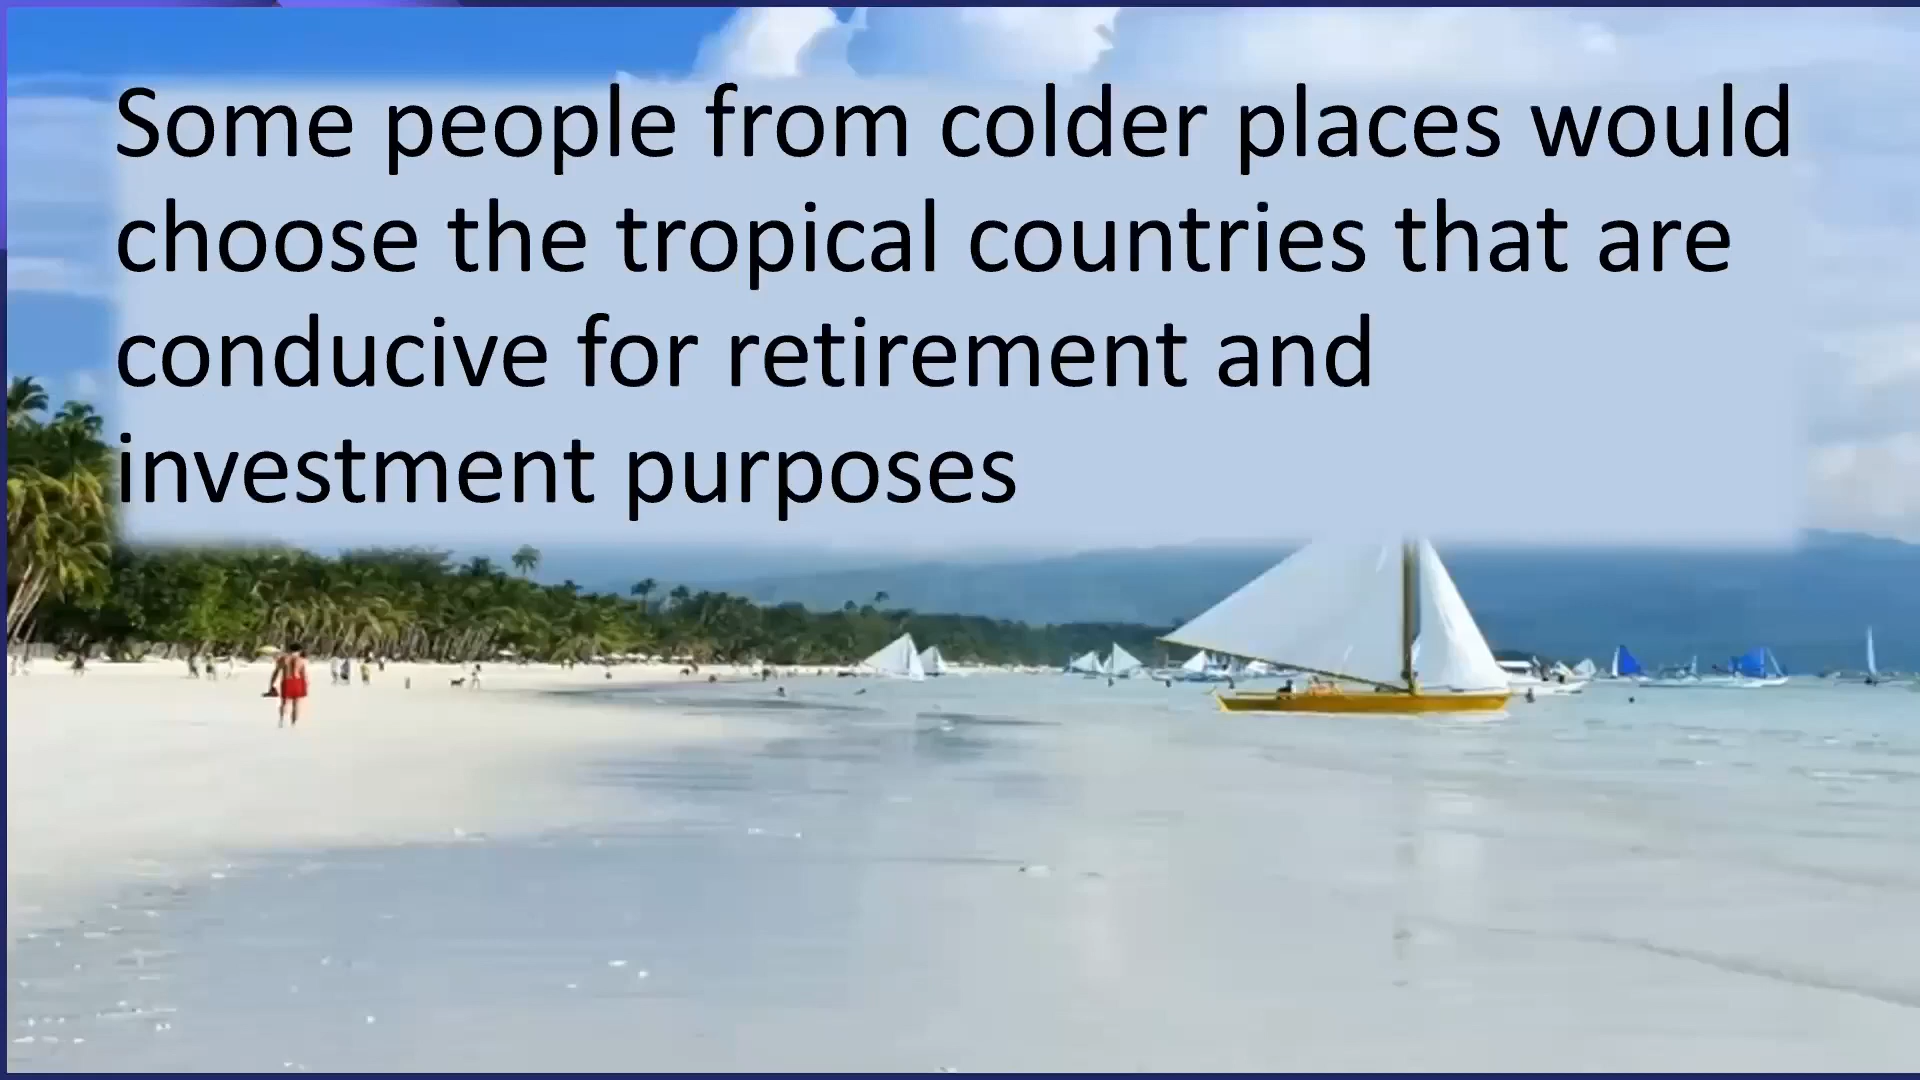 Some people from colder places would
choose the tropical countries that are
conducive for retirement and
investment purposes